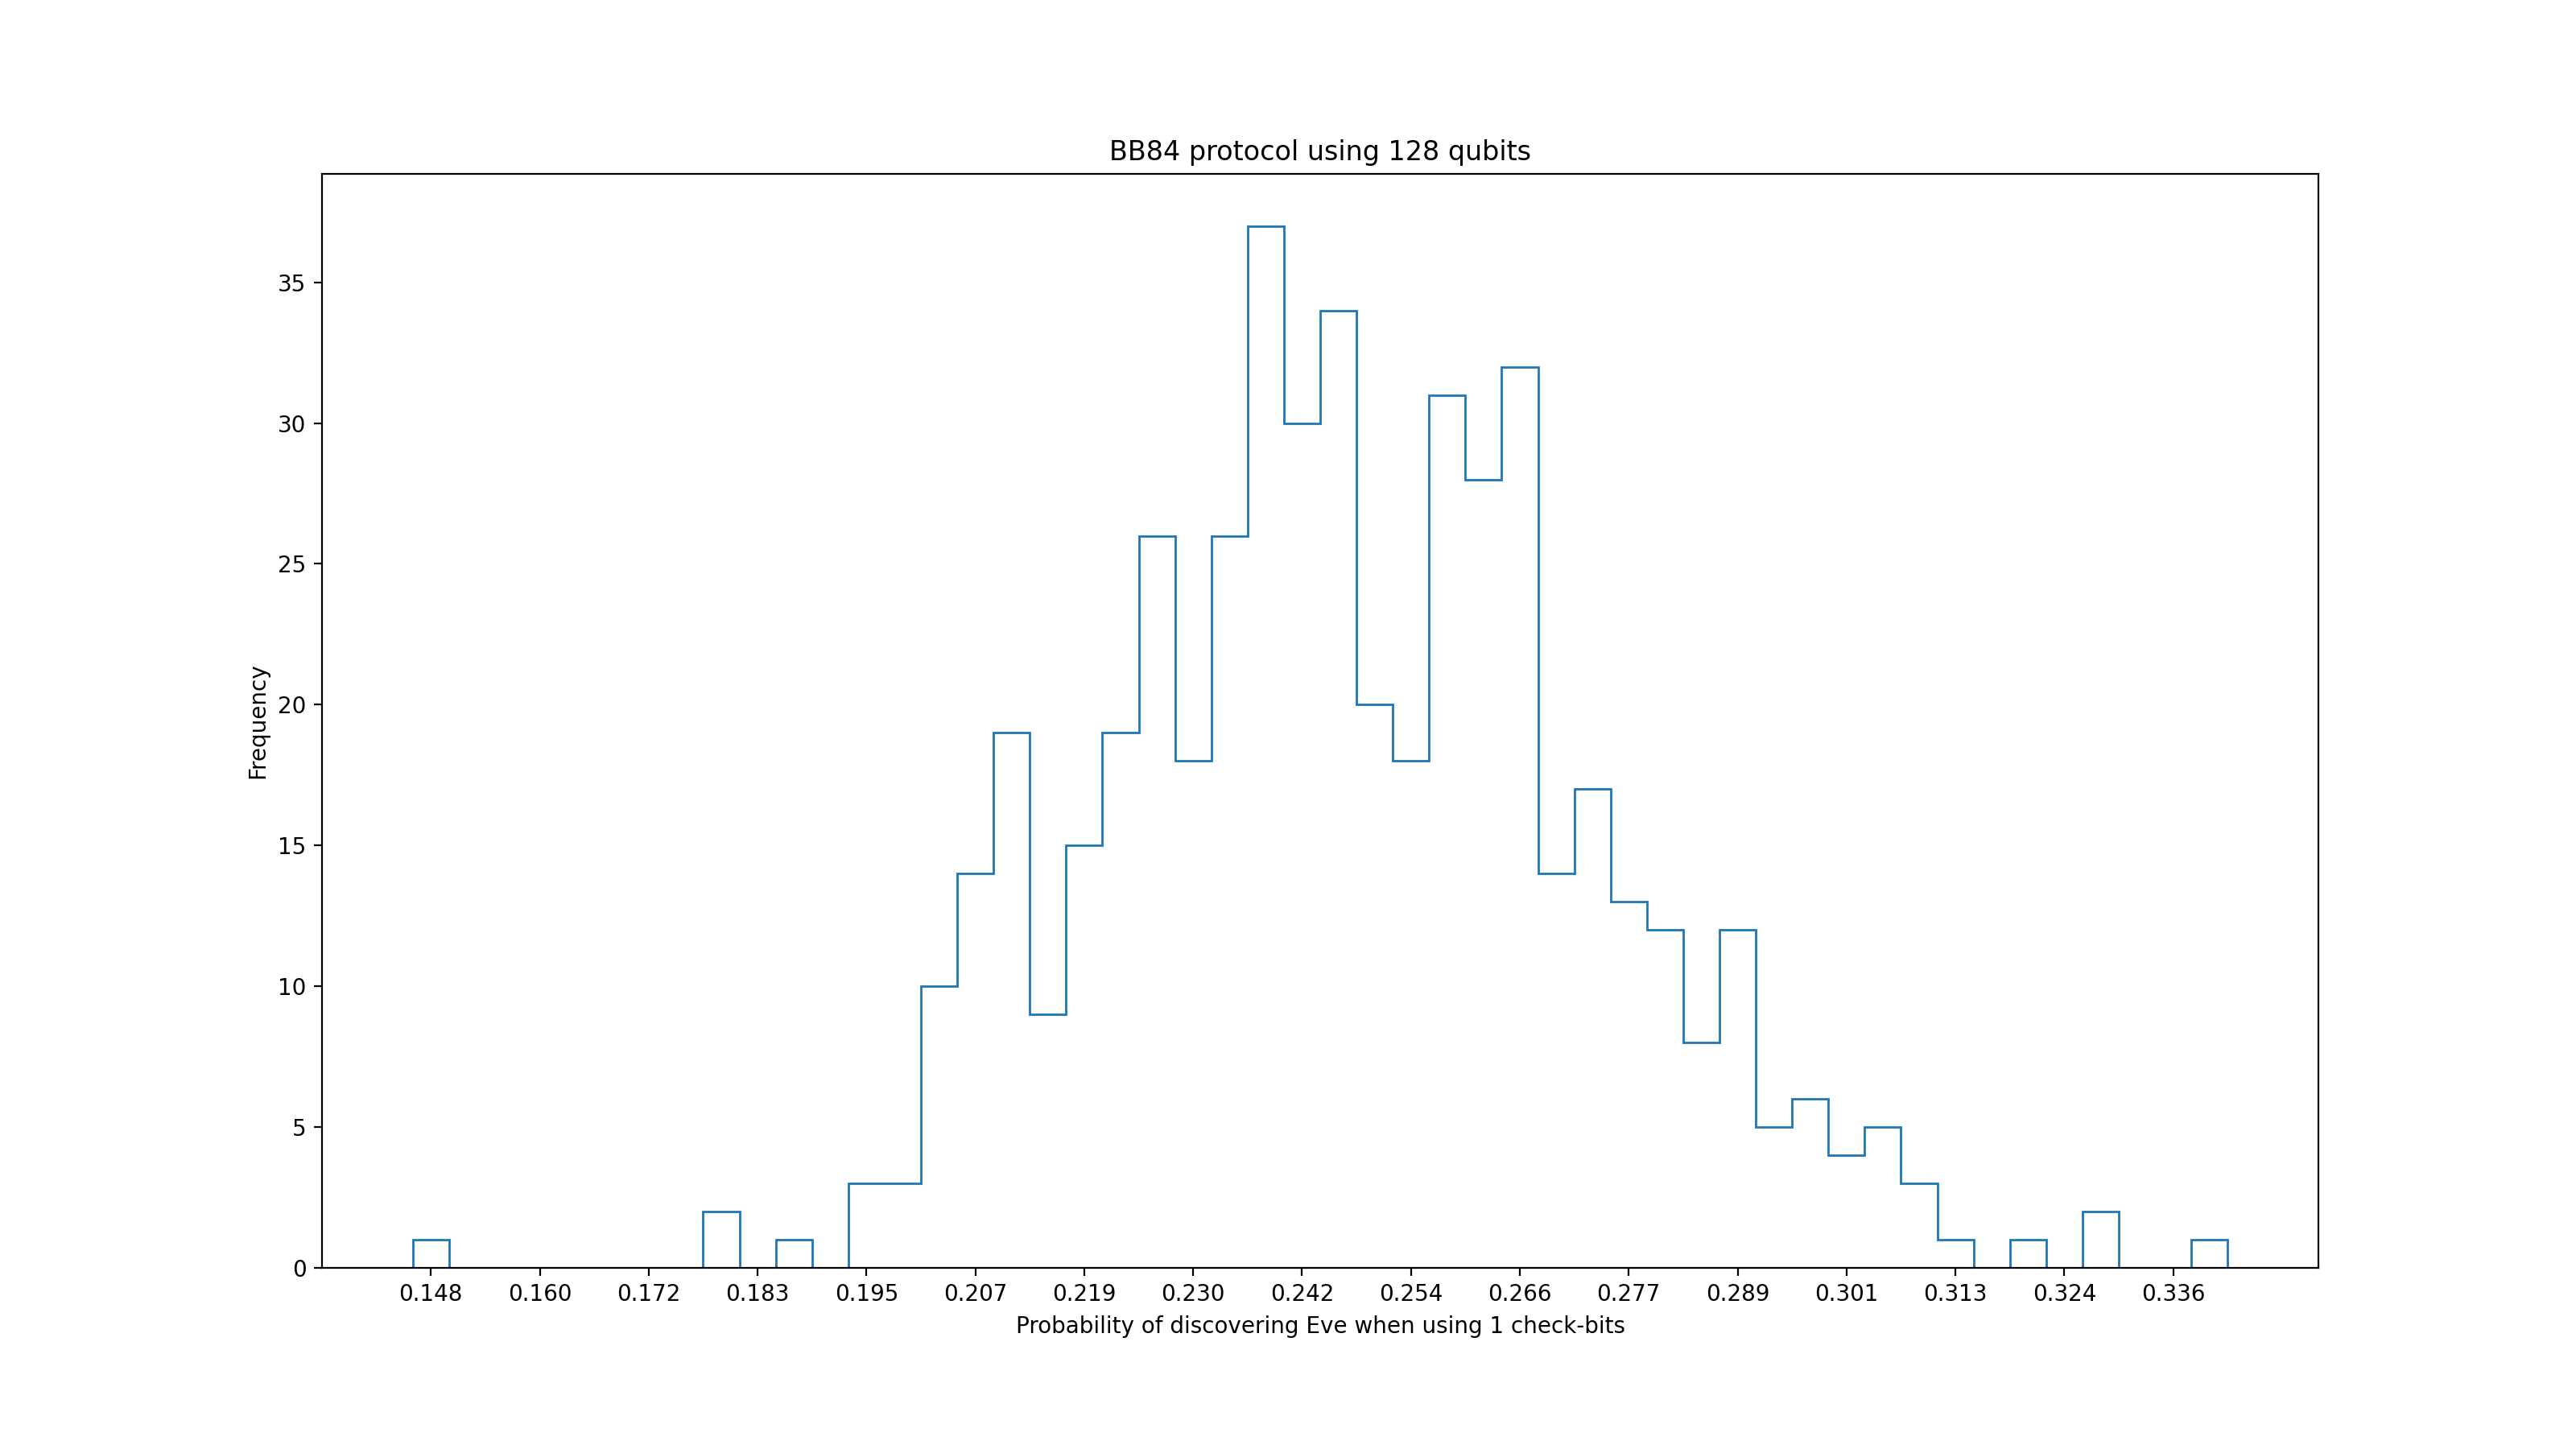 BB84 protocol using 128 qubits
35
30
25
20
15
10
5
0
Frequency
0.148 0.160 0.172 0.183 0.195 0.207 0.219 0.230 0.242 0.254 0.266 0.277 0.289 0.301 0.313 0.324 0.336
Probability of discovering Eve when using 1 check-bits